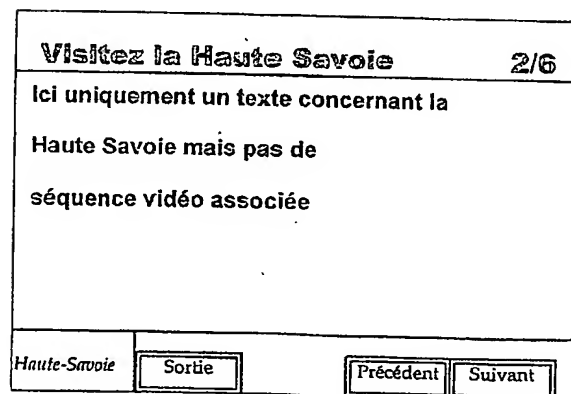 Visitez la Haute Savoie 2/6
Ici uniquement un texte concernant la
Haute Savoie mais pas de
séquence vidéo associée
Haute-Savoie Sortie Précédent Suivant